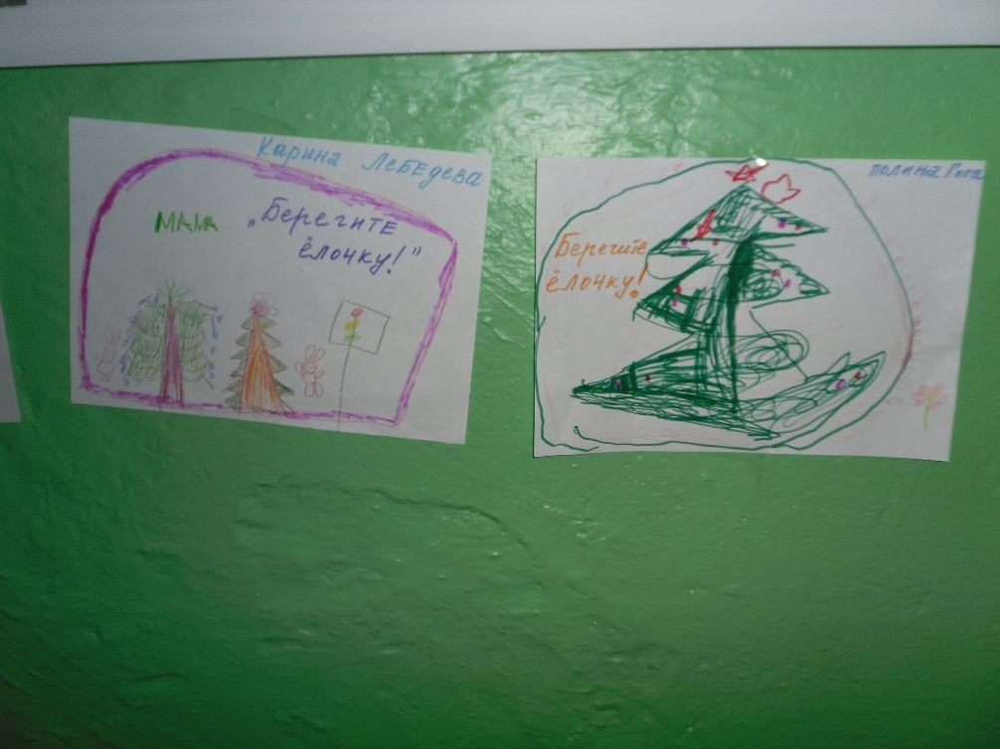 Карина Лебедева
МАМА
„Берегите
ёлочку!”
полина Гога
Берегите
ёлочку!